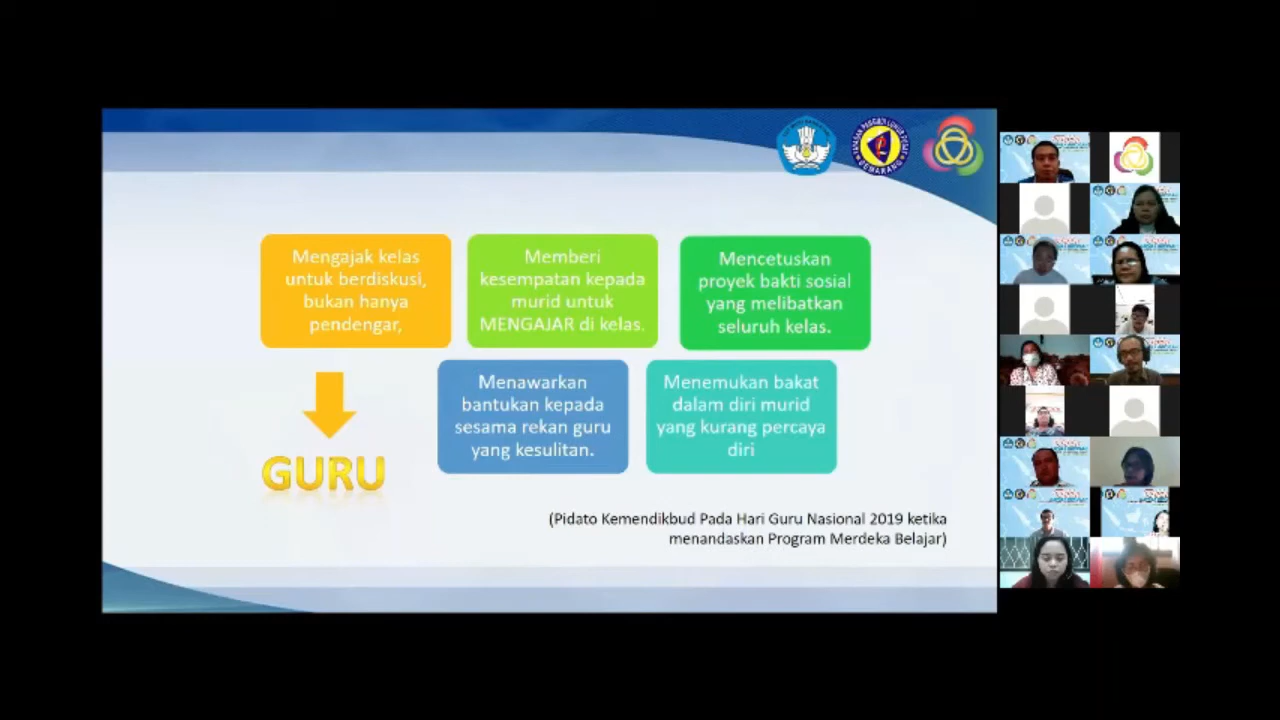 Mengajak kelas
untuk berdiskusi,
bukan hanya
pendengar,
Memberi
kesempatan kepada
murid untuk
MENGAJAR di kelas.
Mencetuskan
proyek bakti sosial
yang melibatkan
seluruh kelas.
Menawarkan
bantukan kepada
sesama rekan guru
yang kesulitan.
Menemukan bakat
dalam diri murid
yang kurang percaya
diri
GURU
(Pidato Kemendikbud Pada Hari Guru Nasional 2019 ketika
menandaskan Program Merdeka Belajar)